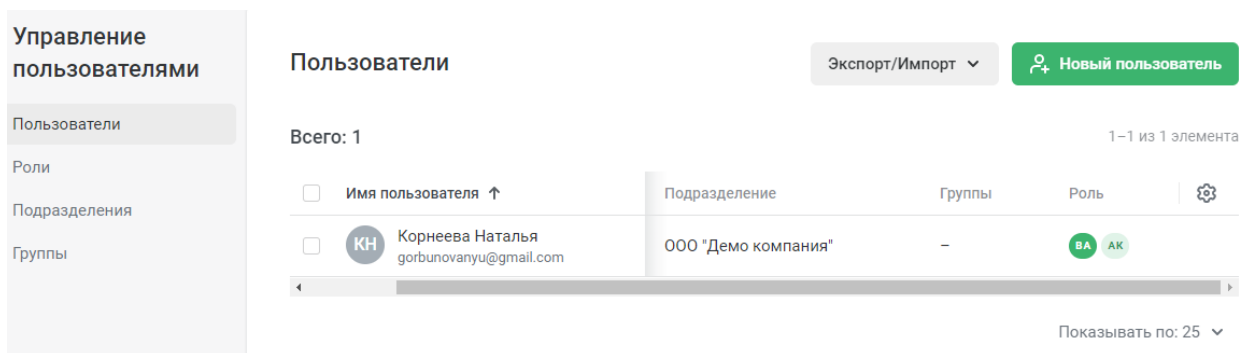 Управление
пользователями
Пользователи
Роли
Подразделения
Группы
Пользователи
Экспорт/Импорт
Новый пользователь
Всего: 1
1–1 из 1 элемента
Имя пользователя
Подразделение
Группы
Роль
КН
Корнеева Наталья
gorbunovanyu@gmail.com
ООО "Демо компания"
–
ВА
АК
Показывать по: 25